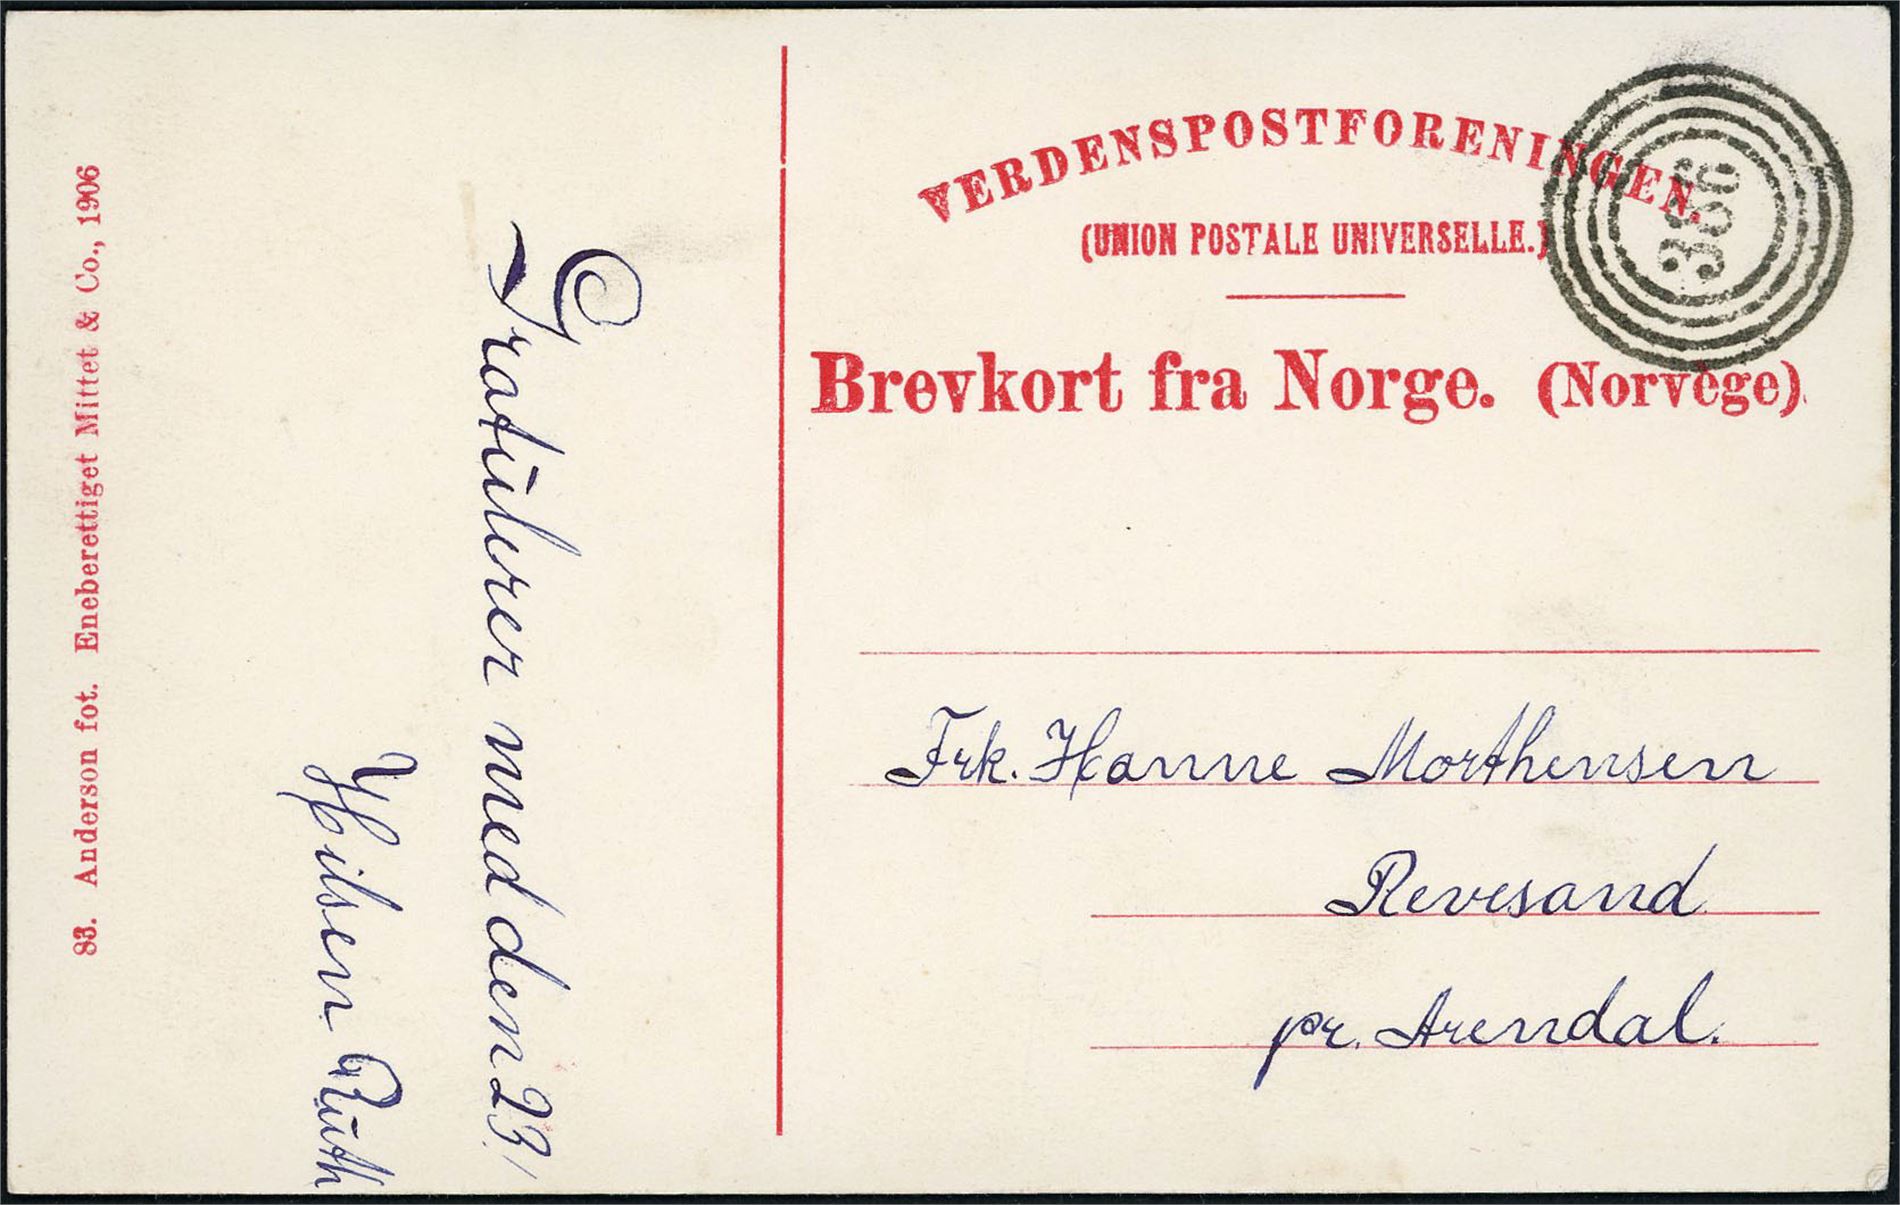 83. Anderson fot. Eneberettiget Mittet & Co., 1906
Gratulerer med den 23/
Hilsen Ruth
VERDENSPOSTFORENINGEN.
(UNION POSTALE UNIVERSELLE.)
386
Brevkort fra Norge. (Norvège)
Frk. Hanne Morthensen
Revesand
pr. Arendal.